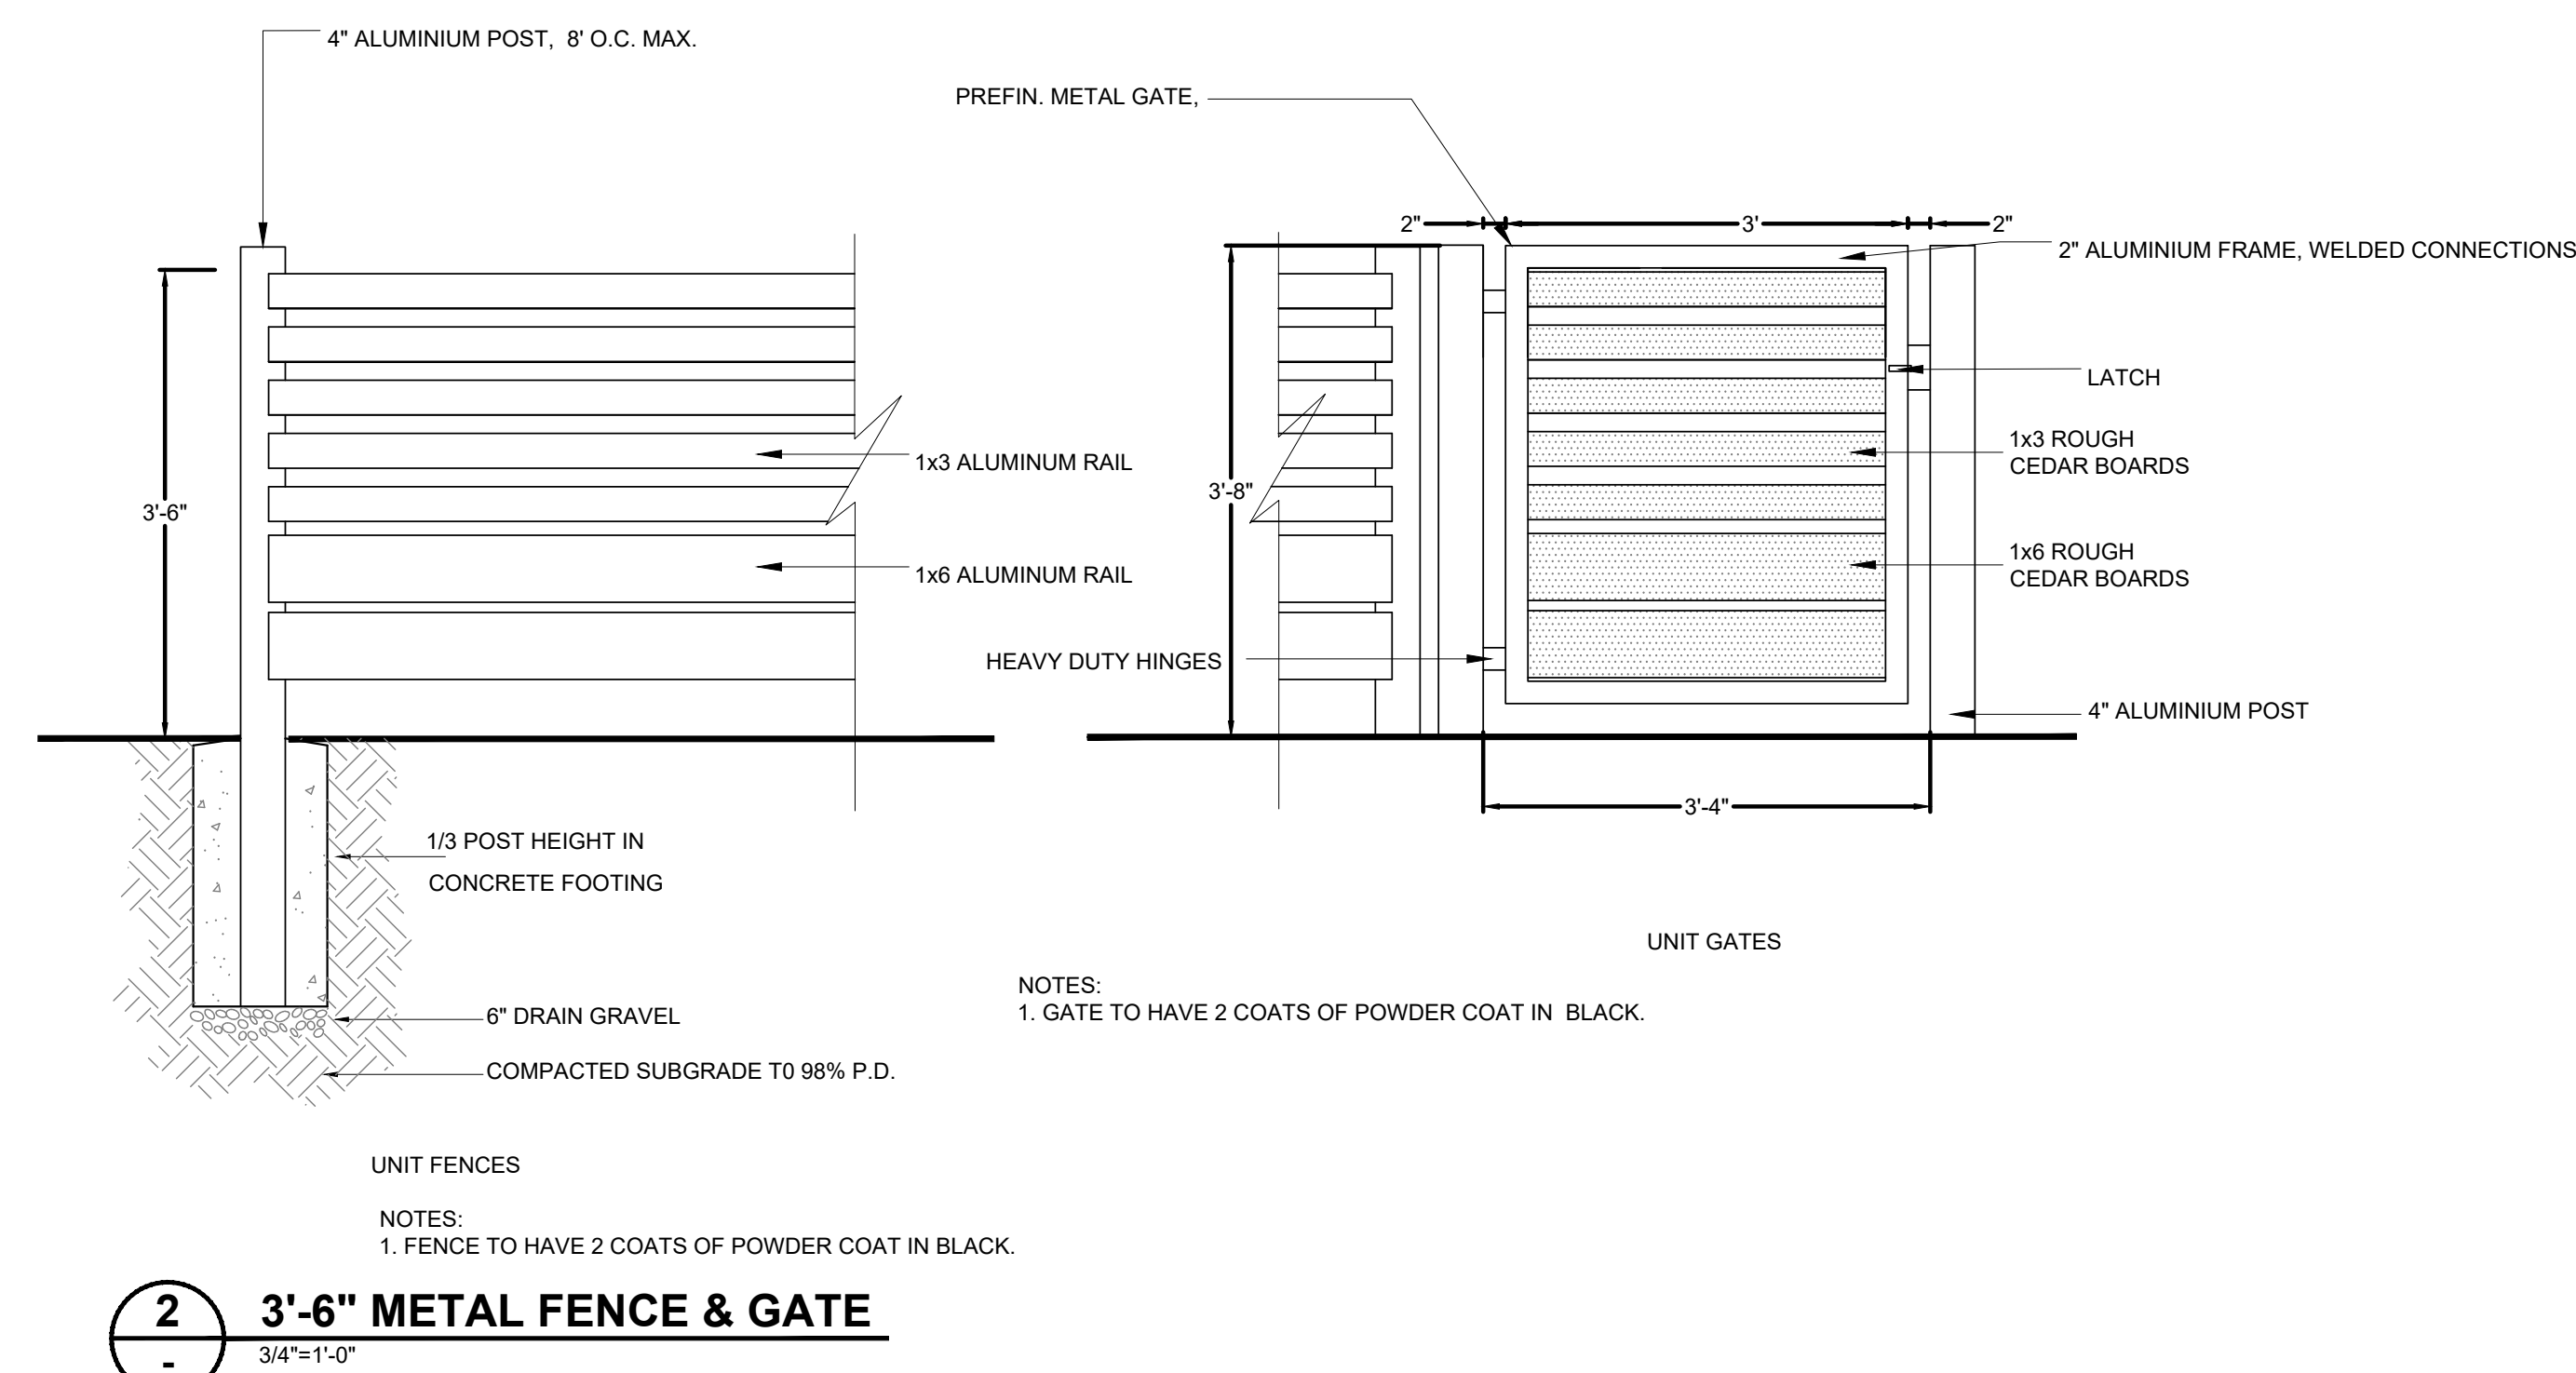 4" ALUMINIUM POST,  8' O.C. MAX.
3'-6"
1x3 ALUMINUM RAIL
1x6 ALUMINUM RAIL
1/3 POST HEIGHT IN
CONCRETE FOOTING
6" DRAIN GRAVEL
COMPACTED SUBGRADE T0 98% P.D.
UNIT FENCES
NOTES:
1. FENCE TO HAVE 2 COATS OF POWDER COAT IN BLACK.
PREFIN. METAL GATE,
2"
3'
2"
2" ALUMINIUM FRAME, WELDED CONNECTIONS
LATCH
1x3 ROUGH
CEDAR BOARDS
3'-8"
1x6 ROUGH
CEDAR BOARDS
HEAVY DUTY HINGES
4" ALUMINIUM POST
3'-4"
UNIT GATES
NOTES:
1. GATE TO HAVE 2 COATS OF POWDER COAT IN  BLACK.
2
-
3'-6" METAL FENCE & GATE
3/4"=1'-0"